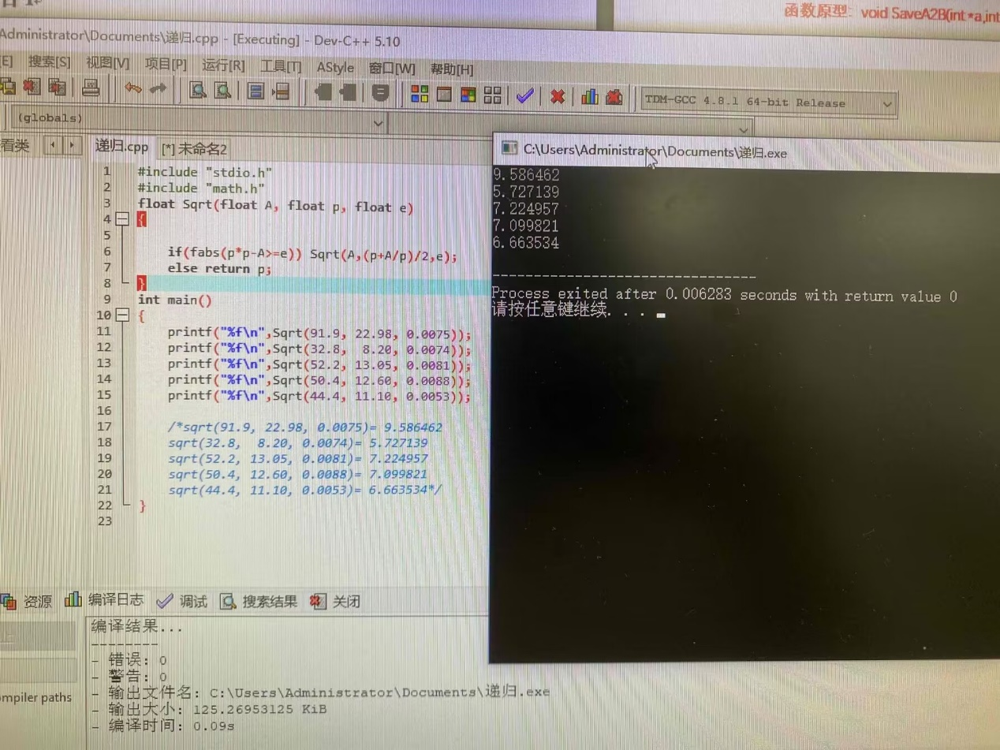 函数原型: void SaveA2B(int *a,int
Administrator\Documents\递归.cpp - [Executing] - Dev-C++ 5.10
[E] 搜索[S] 视图[V] 项目[P] 运行[R] 工具[T] AStyle 窗口[W] 帮助[H]
TDM-GCC 4.8.1 64-bit Release
(globals)
看类 递归.cpp [*] 未命名2
1 #include "stdio.h"
2 #include "math.h"
3 float Sqrt(float A, float p, float e)
4 {
5
6 if(fabs(p*p-A>=e)) Sqrt(A,(p+A/p)/2,e);
7 else return p;
8 }
9 int main()
10 {
11 printf("%f\n",Sqrt(91.9, 22.98, 0.0075));
12 printf("%f\n",Sqrt(32.8,  8.20, 0.0074));
13 printf("%f\n",Sqrt(52.2, 13.05, 0.0081));
14 printf("%f\n",Sqrt(50.4, 12.60, 0.0088));
15 printf("%f\n",Sqrt(44.4, 11.10, 0.0053));
16
17 /*sqrt(91.9, 22.98, 0.0075)= 9.586462
18 sqrt(32.8,  8.20, 0.0074)= 5.727139
19 sqrt(52.2, 13.05, 0.0081)= 7.224957
20 sqrt(50.4, 12.60, 0.0088)= 7.099821
21 sqrt(44.4, 11.10, 0.0053)= 6.663534*/
22 }
23
C:\Users\Administrator\Documents\递归.exe
9.586462
5.727139
7.224957
7.099821
6.663534
--------------------------------
Process exited after 0.006283 seconds with return value 0
请按任意键继续. . .
资源 编译日志 调试 搜索结果 关闭
编译结果...
--------
- 错误: 0
- 警告: 0
- 输出文件名: C:\Users\Administrator\Documents\递归.exe
- 输出大小: 125.26953125 KiB
- 编译时间: 0.09s
mpiler paths